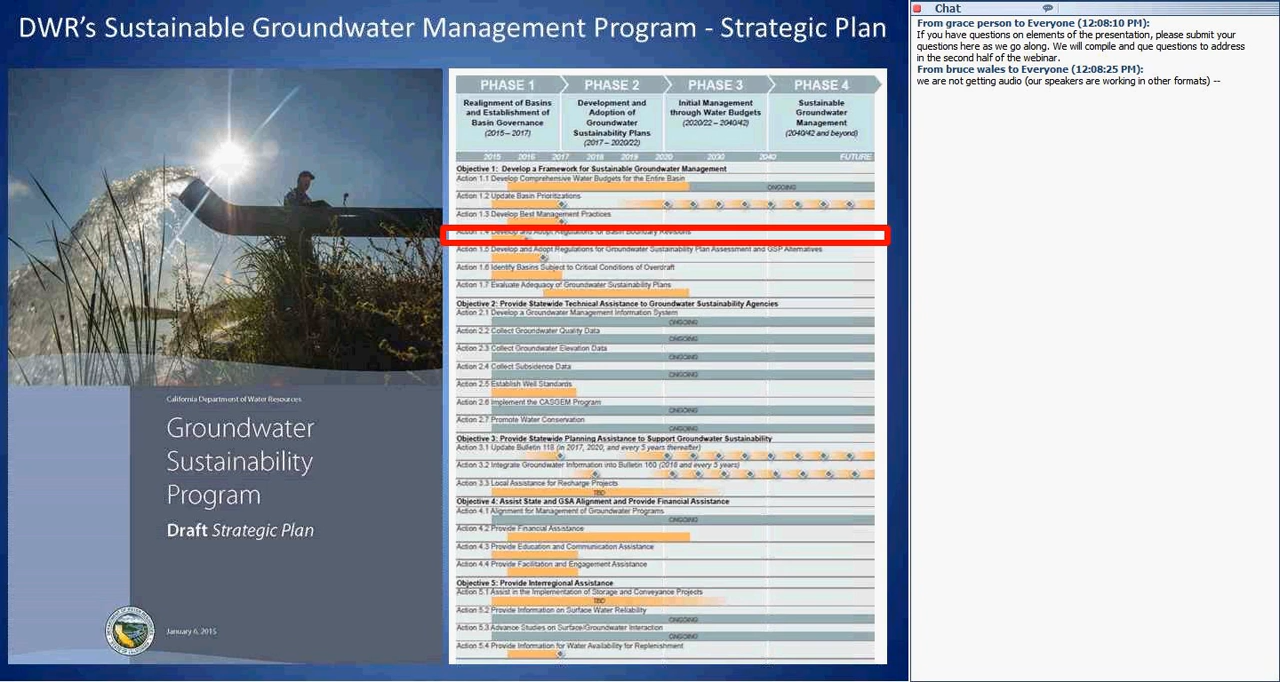 DWR's Sustainable Groundwater Management Program - Strategic Plan
California Department of Water Resources
Groundwater
Sustainability
Program
Draft Strategic Plan
January 6, 2015
PHASE 1 PHASE 2 PHASE 3 PHASE 4
Realignment of Basins
and Establishment of
Basin Governance
(2015 – 2017)
Development and
Adoption of
Groundwater
Sustainability Plans
(2017 – 2020/22)
Initial Management
through Water Budgets
(2020/22 – 2040/42)
Sustainable
Groundwater
Management
(2040/42 and beyond)
2015 2016 2017 2018 2019 2020 2030 2040 FUTURE
Objective 1: Develop a Framework for Sustainable Groundwater Management
Action 1.1 Develop Comprehensive Water Budgets for the Entire Basin
ONGOING
Action 1.2 Update Basin Prioritizations
Action 1.3 Develop Best Management Practices
Action 1.4 Develop and Adopt Regulations for Basin Boundary Revisions
Action 1.5 Develop and Adopt Regulations for Groundwater Sustainability Plan Assessment and GSP Alternatives
Action 1.6 Identify Basins Subject to Critical Conditions of Overdraft
Action 1.7 Evaluate Adequacy of Groundwater Sustainability Plans
Objective 2: Provide Statewide Technical Assistance to Groundwater Sustainability Agencies
Action 2.1 Develop a Groundwater Management Information System
ONGOING
Action 2.2 Collect Groundwater Quality Data
ONGOING
Action 2.3 Collect Groundwater Elevation Data
ONGOING
Action 2.4 Collect Subsidence Data
ONGOING
Action 2.5 Establish Well Standards
Action 2.6 Implement the CASGEM Program
ONGOING
Action 2.7 Promote Water Conservation
ONGOING
Objective 3: Provide Statewide Planning Assistance to Support Groundwater Sustainability
Action 3.1 Update Bulletin 118 (in 2017, 2020, and every 5 years thereafter)
Action 3.2 Integrate Groundwater Information into Bulletin 160 (2018 and every 5 years)
Action 3.3 Local Assistance for Recharge Projects
TBD
Objective 4: Assist State and GSA Alignment and Provide Financial Assistance
Action 4.1 Alignment for Management of Groundwater Programs
ONGOING
Action 4.2 Provide Financial Assistance
Action 4.3 Provide Education and Communication Assistance
Action 4.4 Provide Facilitation and Engagement Assistance
Objective 5: Provide Interregional Assistance
Action 5.1 Assist in the Implementation of Storage and Conveyance Projects
TBD
Action 5.2 Provide Information on Surface Water Reliability
ONGOING
Action 5.3 Advance Studies on Surface/Groundwater Interaction
ONGOING
Action 5.4 Provide Information for Water Availability for Replenishment
Chat
From grace person to Everyone (12:08:10 PM):
If you have questions on elements of the presentation, please submit your
questions here as we go along. We will compile and que questions to address
in the second half of the webinar.
From bruce wales to Everyone (12:08:25 PM):
we are not getting audio (our speakers are working in other formats) --